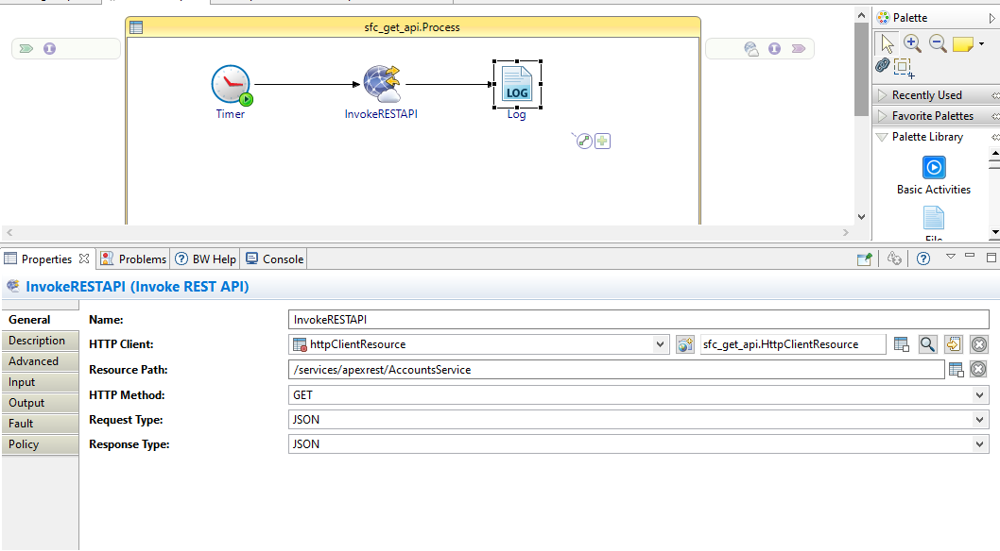 sfc_get_api.Process
Timer
InvokeRESTAPI
LOG
Log
Palette
Recently Used
Favorite Palettes
Palette Library
Basic Activities
Properties
Problems
BW Help
Console
InvokeRESTAPI (Invoke REST API)
General
Description
Advanced
Input
Output
Fault
Policy
Name:
InvokeRESTAPI
HTTP Client:
httpClientResource
sfc_get_api.HttpClientResource
Resource Path:
/services/apexrest/AccountsService
HTTP Method:
GET
Request Type:
JSON
Response Type:
JSON